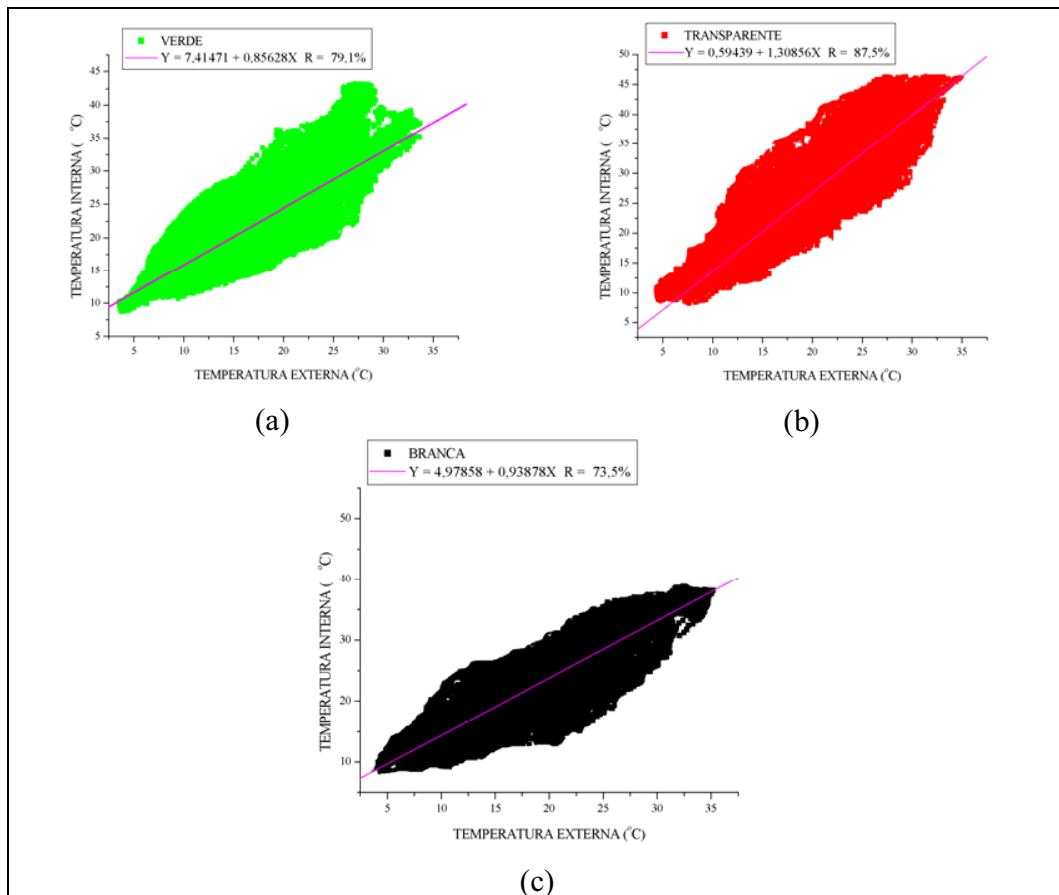 VERDE
Y = 7,41471 + 0,85628X R = 79,1%
45
40
35
30
25
20
15
10
5
TEMPERATURA INTERNA ( °C)
5 10 15 20 25 30 35
TEMPERATURA EXTERNA (°C)
(a)
TRANSPARENTE
Y = 0,59439 + 1,30856X R = 87,5%
50
45
40
35
30
25
20
15
10
5
TEMPERATURA INTERNA ( °C)
5 10 15 20 25 30 35
TEMPERATURA EXTERNA (°C)
(b)
BRANCA
Y = 4,97858 + 0,93878X R = 73,5%
50
40
30
20
10
TEMPERATURA INTERNA ( °C)
5 10 15 20 25 30 35
TEMPERATURA EXTERNA (°C)
(c)